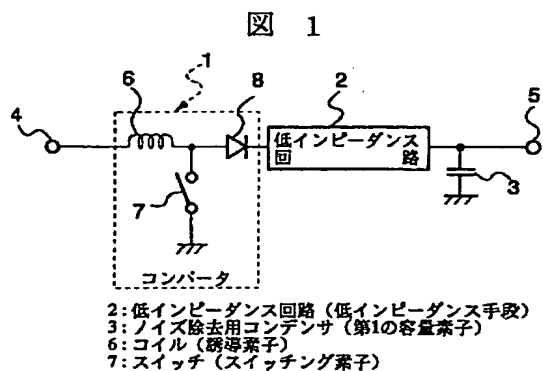 図 1
1
6
8
2
5
4
低インピーダンス
回路
3
7
コンバータ
2:低インピーダンス回路(低インピーダンス手段)
3:ノイズ除去用コンデンサ(第1の容量素子)
6:コイル(誘導素子)
7:スイッチ(スイッチング素子)